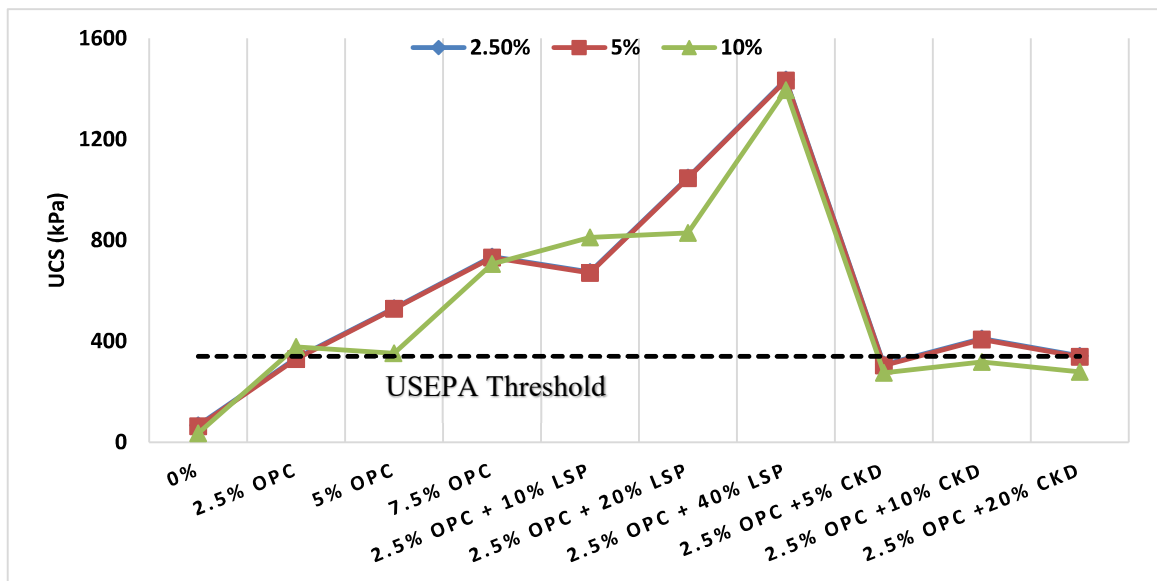 1600
2.50% 5% 10%
1200
800
400
0
UCS (kPa)
USEPA Threshold
0%
2.5% OPC
5% OPC
7.5% OPC
2.5% OPC + 10% LSP
2.5% OPC + 20% LSP
2.5% OPC + 40% LSP
2.5% OPC +5% CKD
2.5% OPC +10% CKD
2.5% OPC +20% CKD